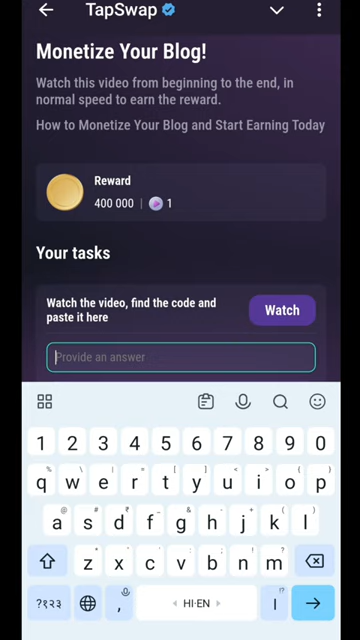 TapSwap
Monetize Your Blog!
Watch this video from beginning to the end, in
normal speed to earn the reward.
How to Monetize Your Blog and Start Earning Today
Reward
400 000 | 1
Your tasks
Watch the video, find the code and
paste it here
Watch
Provide an answer
1 2 3 4 5 6 7 8 9 0
q w e r t y u i o p
% \ | = [ ] < > { }
a s d f g h j k l
@ # ₹ _ & - + ( )
z x c v b n m
* " ' : ; ! ?
?१२३ , HI·EN ।